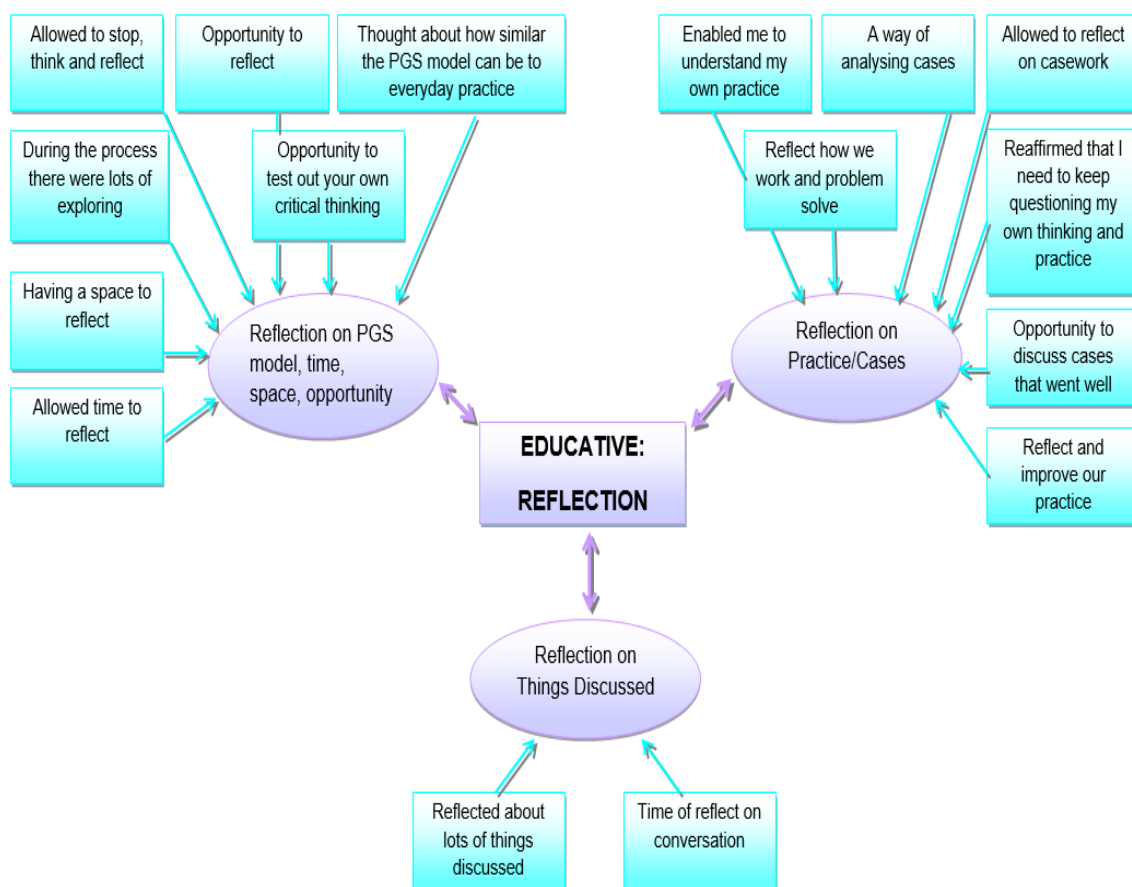 Allowed to stop,
think and reflect
Opportunity to
reflect
Thought about how similar
the PGS model can be to
everyday practice
During the process
there were lots of
exploring
Opportunity to
test out your own
critical thinking
Having a space to
reflect
Allowed time to
reflect
Reflection on PGS
model, time,
space, opportunity
Enabled me to
understand my
own practice
A way of
analysing cases
Allowed to reflect
on casework
Reflect how we
work and problem
solve
Reaffirmed that I
need to keep
questioning my
own thinking and
practice
Opportunity to
discuss cases
that went well
Reflect and
improve our
practice
Reflection on
Practice/Cases
EDUCATIVE:
REFLECTION
Reflection on
Things Discussed
Reflected about
lots of things
discussed
Time of reflect on
conversation